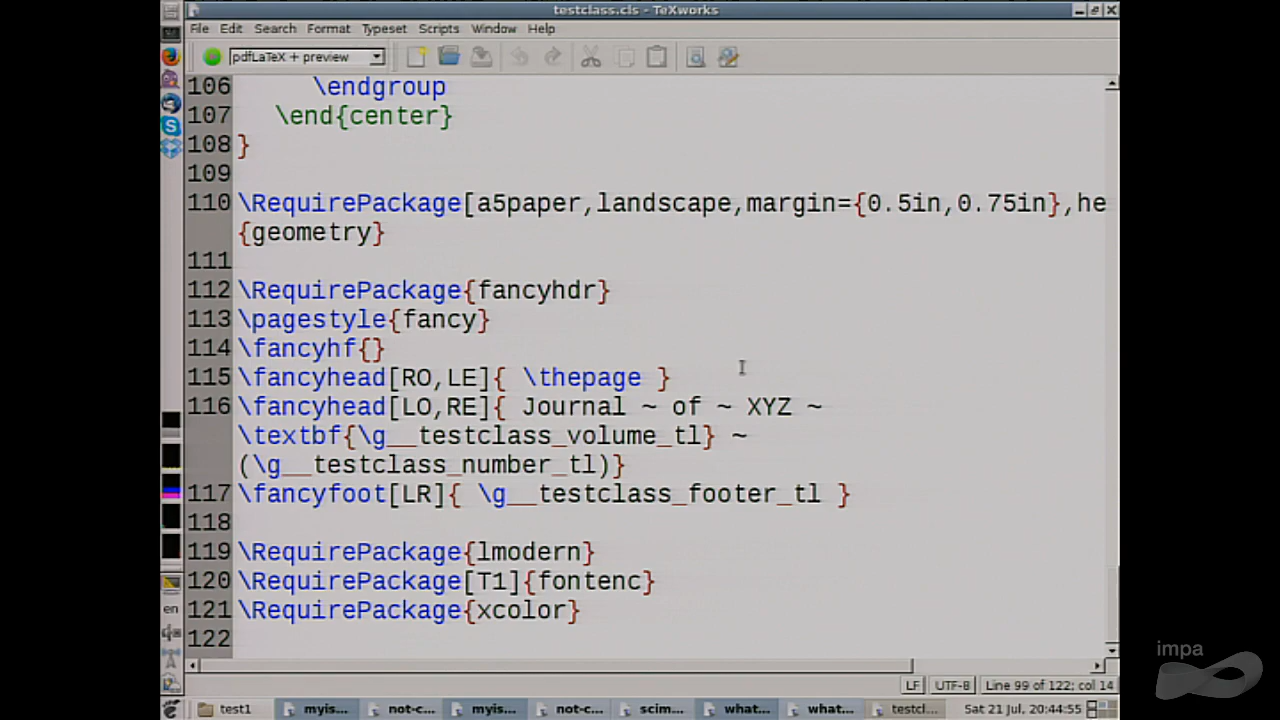 testclass.cls - TeXworks
File Edit Search Format Typeset Scripts Window Help
pdfLaTeX + preview
106 \endgroup
107 \end{center}
108 }
109
110 \RequirePackage[a5paper,landscape,margin={0.5in,0.75in},he
{geometry}
111
112 \RequirePackage{fancyhdr}
113 \pagestyle{fancy}
114 \fancyhf{}
115 \fancyhead[RO,LE]{ \thepage }
116 \fancyhead[LO,RE]{ Journal ~ of ~ XYZ ~
\textbf{\g__testclass_volume_tl} ~
(\g__testclass_number_tl)}
117 \fancyfoot[LR]{ \g__testclass_footer_tl }
118
119 \RequirePackage{lmodern}
120 \RequirePackage[T1]{fontenc}
121 \RequirePackage{xcolor}
122
en
impa
LF UTF-8 Line 99 of 122; col 14
test1 myis... not-c... myis... not-c... scim... what... what... testcl... Sat 21 Jul, 20:44:55